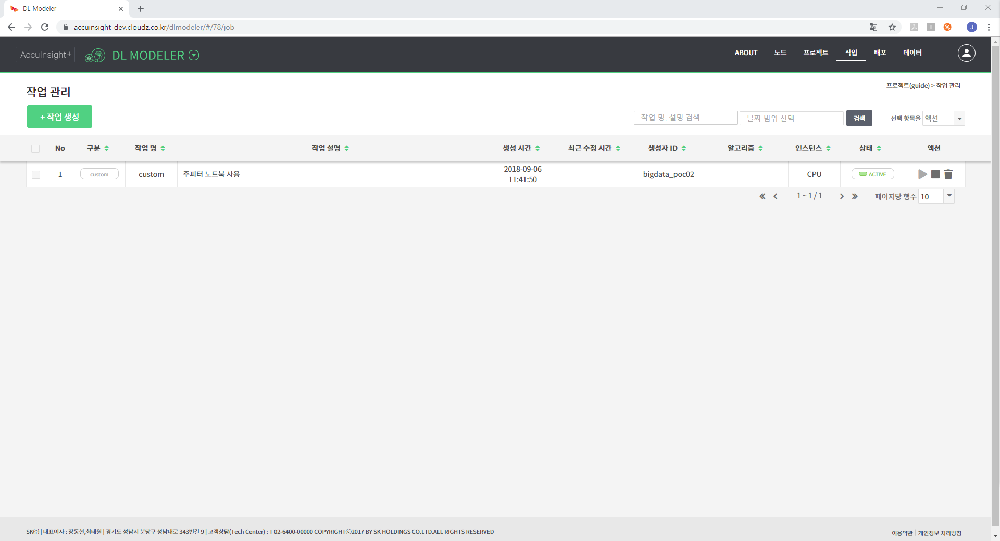 DL Modeler
accuinsight-dev.cloudz.co.kr/dlmodeler/#/78/job
J
AccuInsight+
DL MODELER
ABOUT 노드 프로젝트 작업 배포 데이터
작업 관리
프로젝트(guide) > 작업 관리
+ 작업 생성
작업 명, 설명 검색 날짜 범위 선택 검색 선택 항목을 액션
No 구분 작업 명 작업 설명 생성 시간 최근 수정 시간 생성자 ID 알고리즘 인스턴스 상태 액션
1 custom custom 주피터 노트북 사용 2018-09-06 11:41:50 bigdata_poc02 CPU ACTIVE
1 ~ 1 / 1 페이지당 행수 10
SK㈜ | 대표이사 : 장동현,최태원 | 경기도 성남시 분당구 성남대로 343번길 9 | 고객상담(Tech Center) : T 02-6400-00000 COPYRIGHTⓒ2017 BY SK HOLDINGS CO.LTD.ALL RIGHTS RESERVED
이용약관 | 개인정보 처리방침